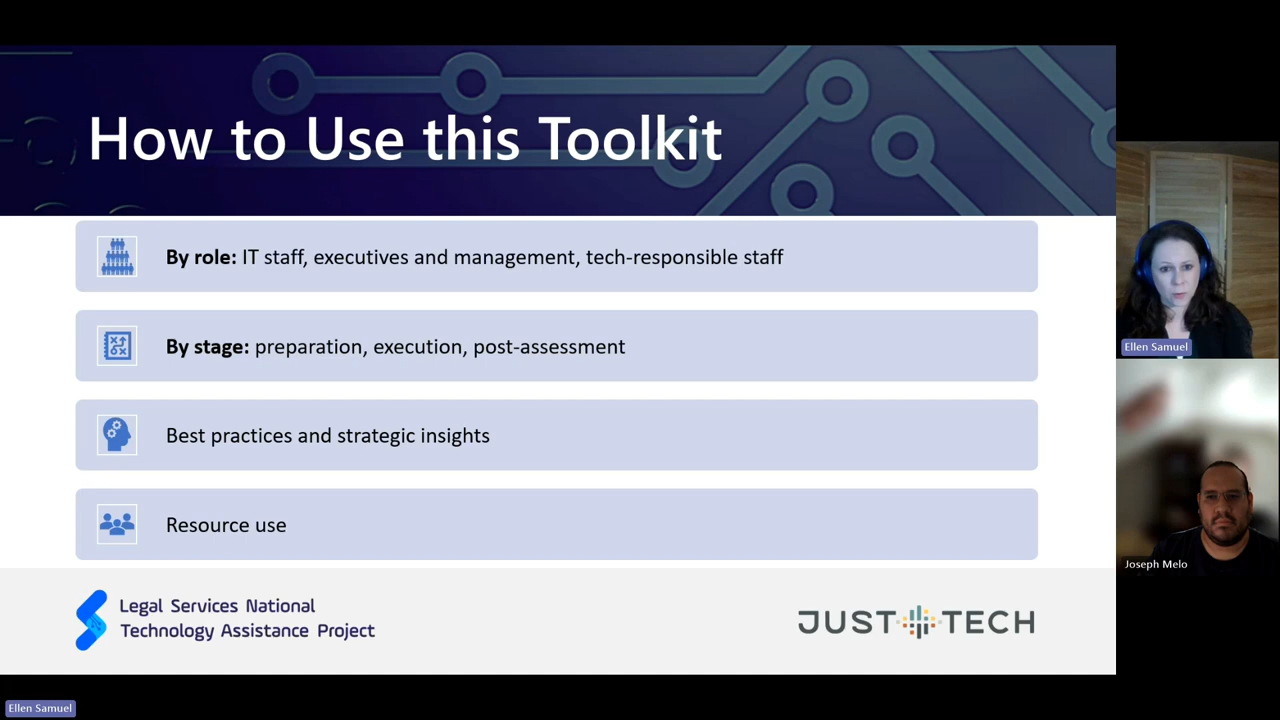 How to Use this Toolkit
By role: IT staff, executives and management, tech-responsible staff
By stage: preparation, execution, post-assessment
Best practices and strategic insights
Resource use
Legal Services National
Technology Assistance Project
JUST TECH
Ellen Samuel
Joseph Melo
Ellen Samuel